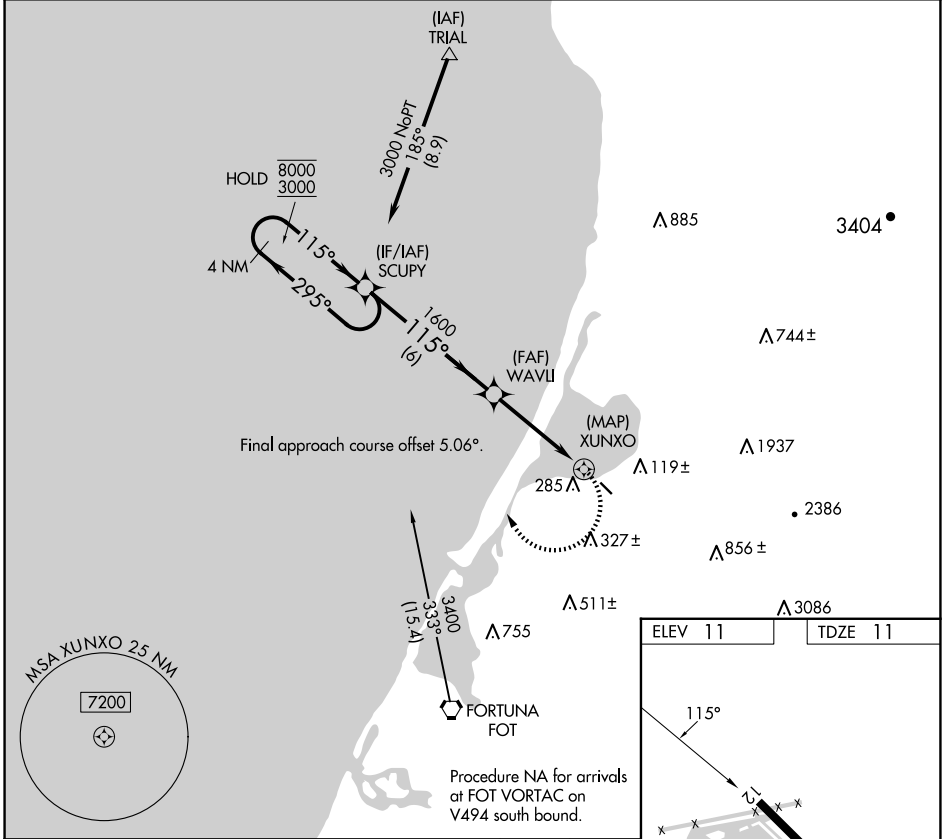 (IAF)
TRIAL
3000 NoPT
185°
(8.9)
HOLD
8000
3000
4 NM
115°
295°
(IF/IAF)
SCUPY
1600
115°
(6)
(FAF)
WAVLI
(MAP)
XUNXO
Final approach course offset 5.06°.
885
3404
744±
1937
119±
285
2386
327±
856±
511±
3086
755
3400
333°
(15.4)
FORTUNA
FOT
MSA XUNXO 25 NM
7200
Procedure NA for arrivals
at FOT VORTAC on
V494 south bound.
ELEV 11
TDZE 11
115°
12
x x x
x x